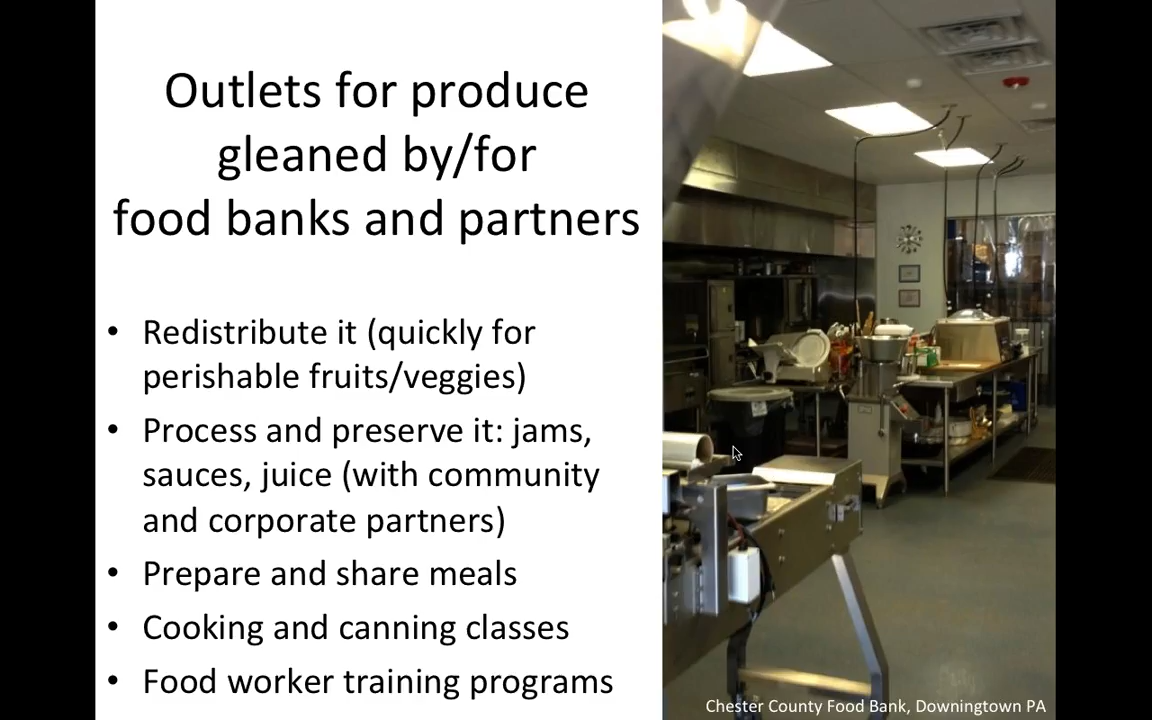 Outlets for produce
gleaned by/for
food banks and partners
• Redistribute it (quickly for
perishable fruits/veggies)
• Process and preserve it: jams,
sauces, juice (with community
and corporate partners)
• Prepare and share meals
• Cooking and canning classes
• Food worker training programs
Chester County Food Bank, Downingtown PA